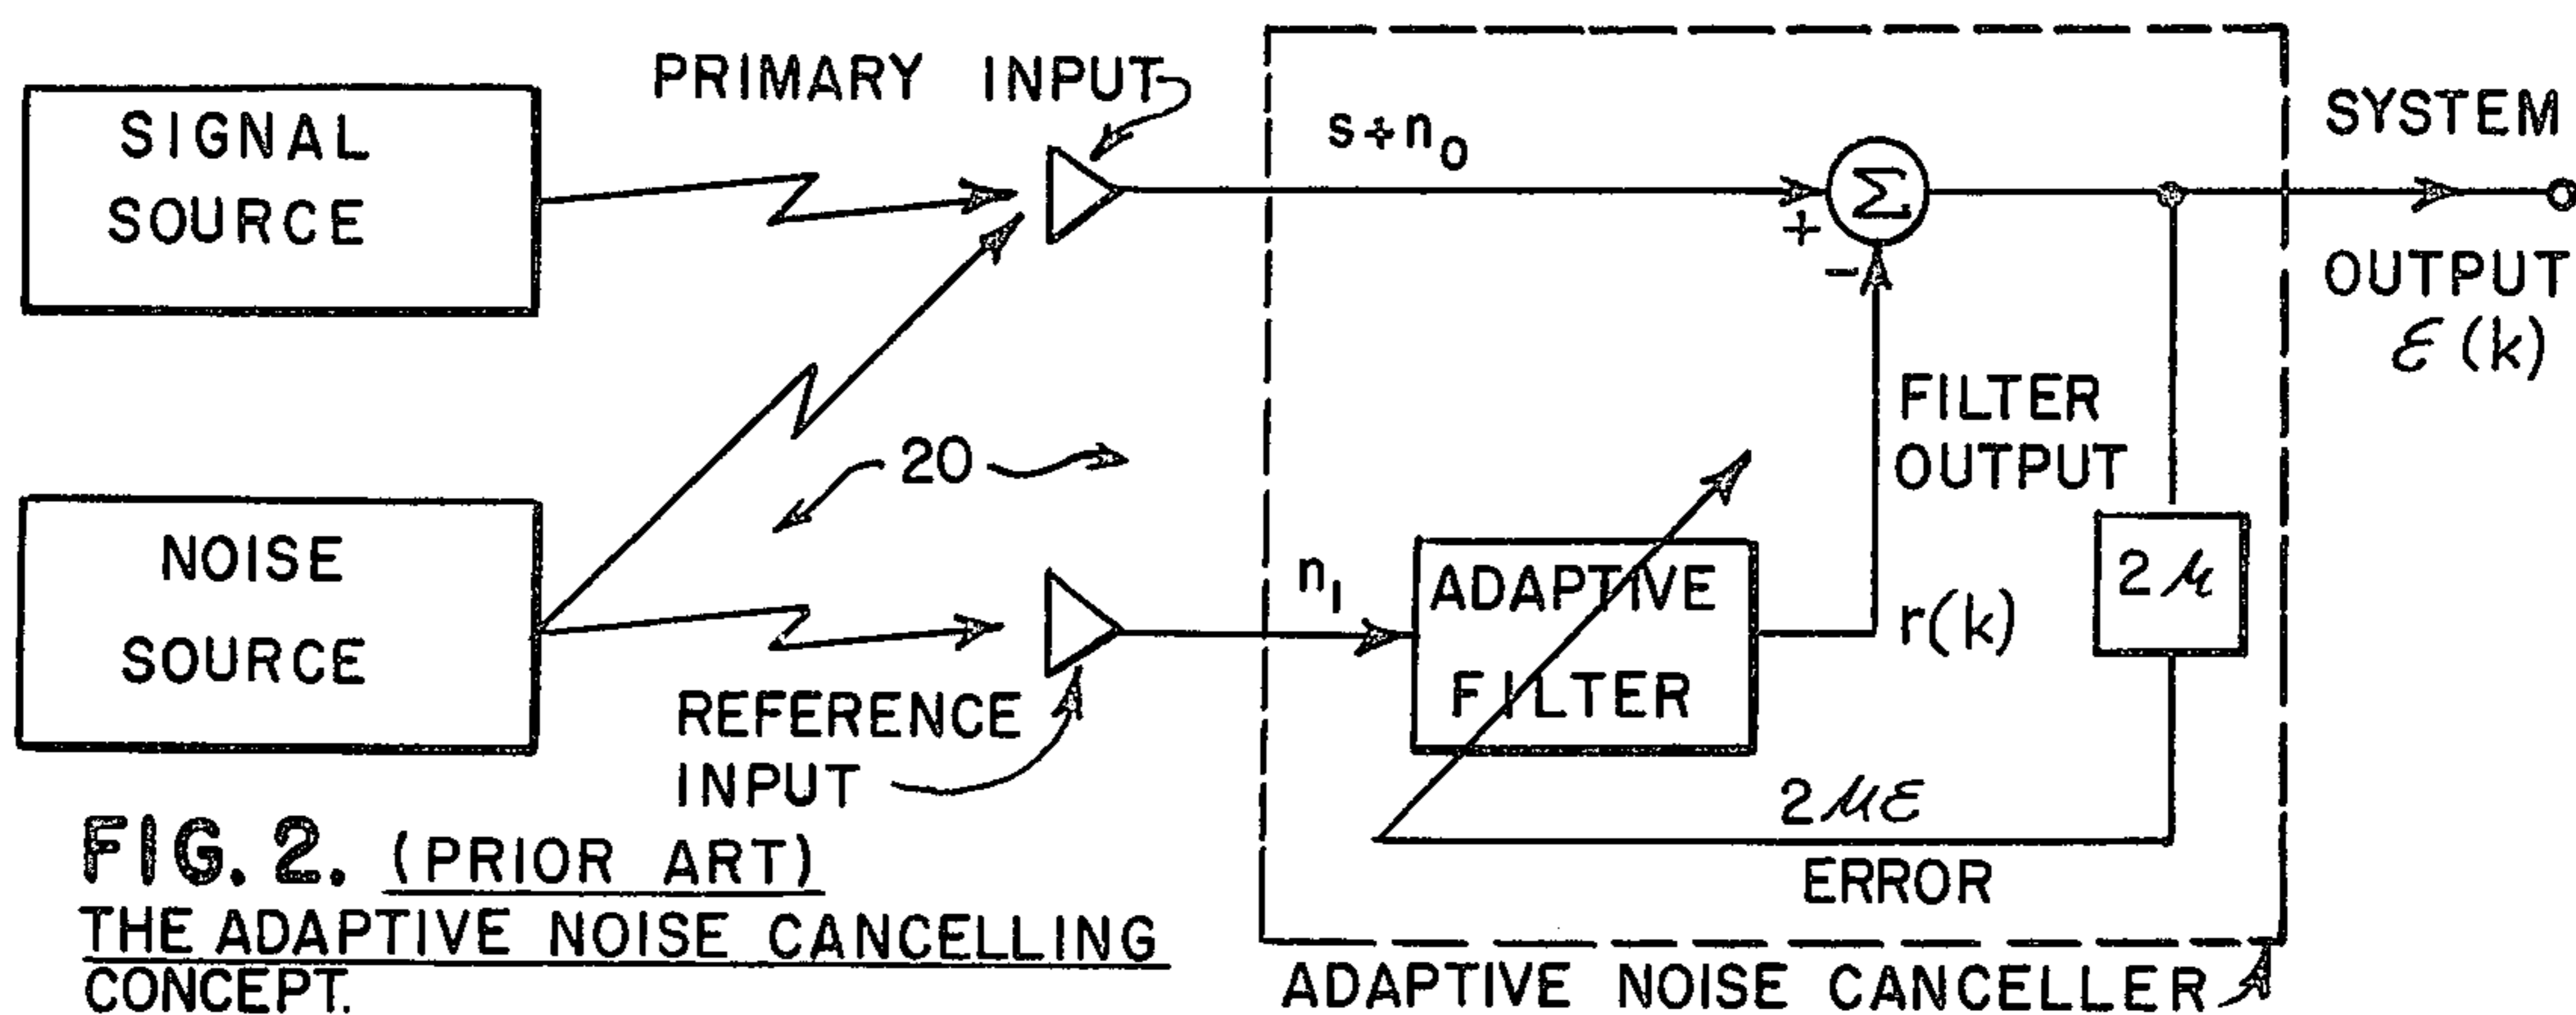 SIGNAL
SOURCE
PRIMARY INPUT
s+n₀
Σ
+
-
SYSTEM
OUTPUT
ℰ(k)
FILTER
OUTPUT
20
NOISE
SOURCE
n₁
ADAPTIVE
FILTER
r(k)
2μ
REFERENCE
INPUT
2με
ERROR
FIG. 2. (PRIOR ART)
THE ADAPTIVE NOISE CANCELLING
CONCEPT.
ADAPTIVE NOISE CANCELLER